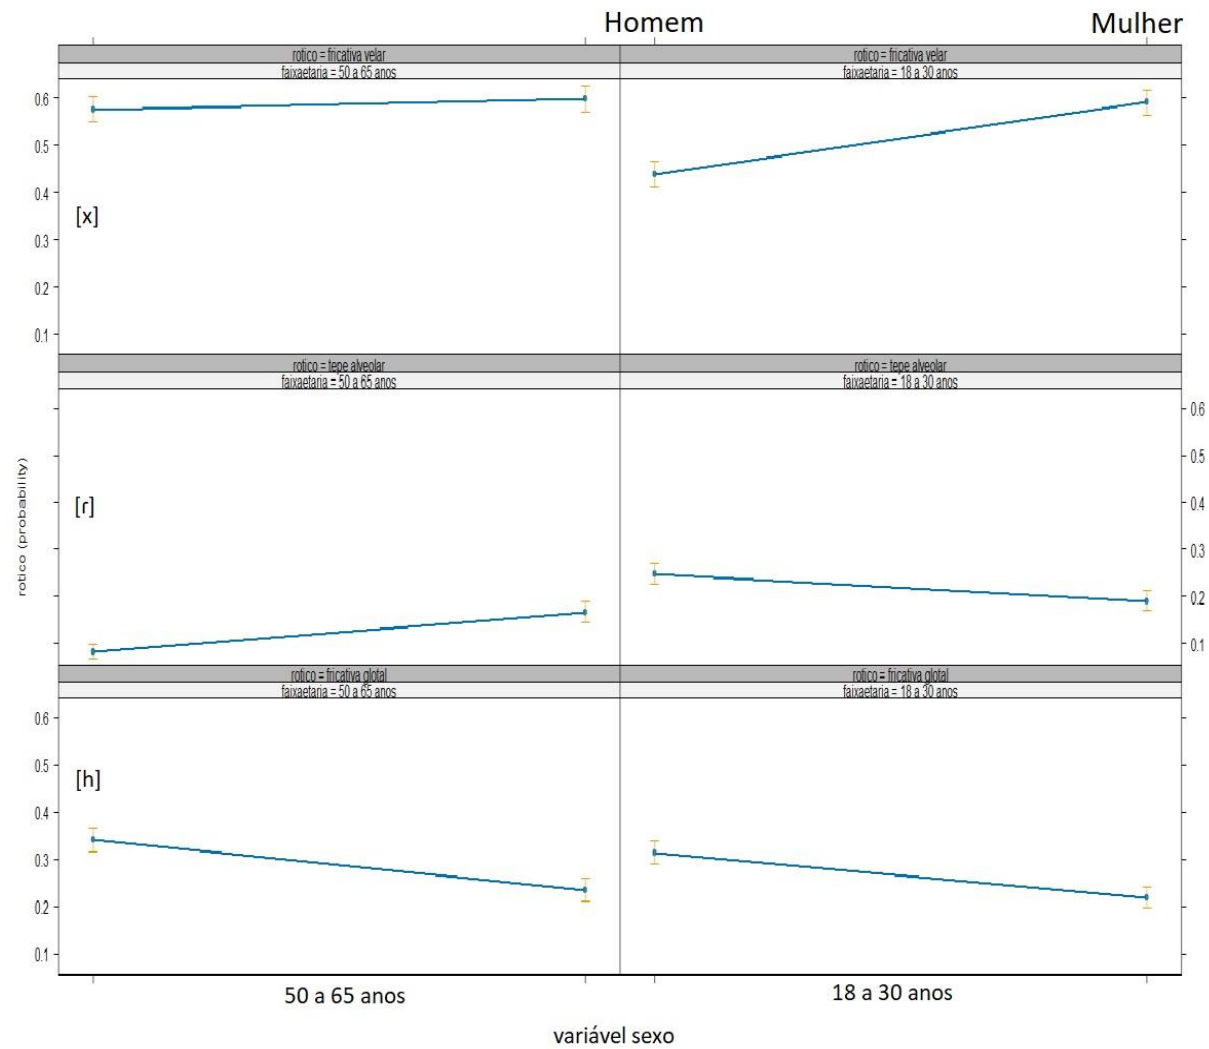 Homem Mulher
rotico = fricativa velar rotico = fricativa velar
faixaetaria = 50 a 65 anos faixaetaria = 18 a 30 anos
0.6
0.5
0.4
[x]
0.3
0.2
0.1
rotico = tepe alveolar rotico = tepe alveolar
faixaetaria = 50 a 65 anos faixaetaria = 18 a 30 anos
rotico (probability)
[ɾ]
0.6
0.5
0.4
0.3
0.2
0.1
rotico = fricativa glotal rotico = fricativa glotal
faixaetaria = 50 a 65 anos faixaetaria = 18 a 30 anos
0.6
0.5
[h]
0.4
0.3
0.2
0.1
50 a 65 anos 18 a 30 anos
variável sexo